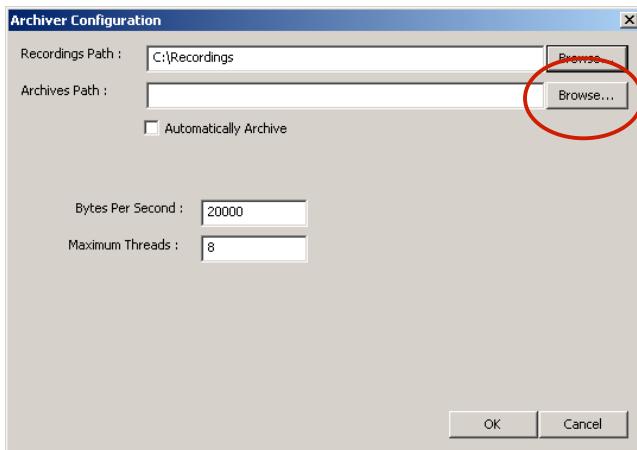 Archiver Configuration
Recordings Path : C:\Recordings Browse...
Archives Path : Browse...
Automatically Archive
Bytes Per Second : 20000
Maximum Threads : 8
OK Cancel